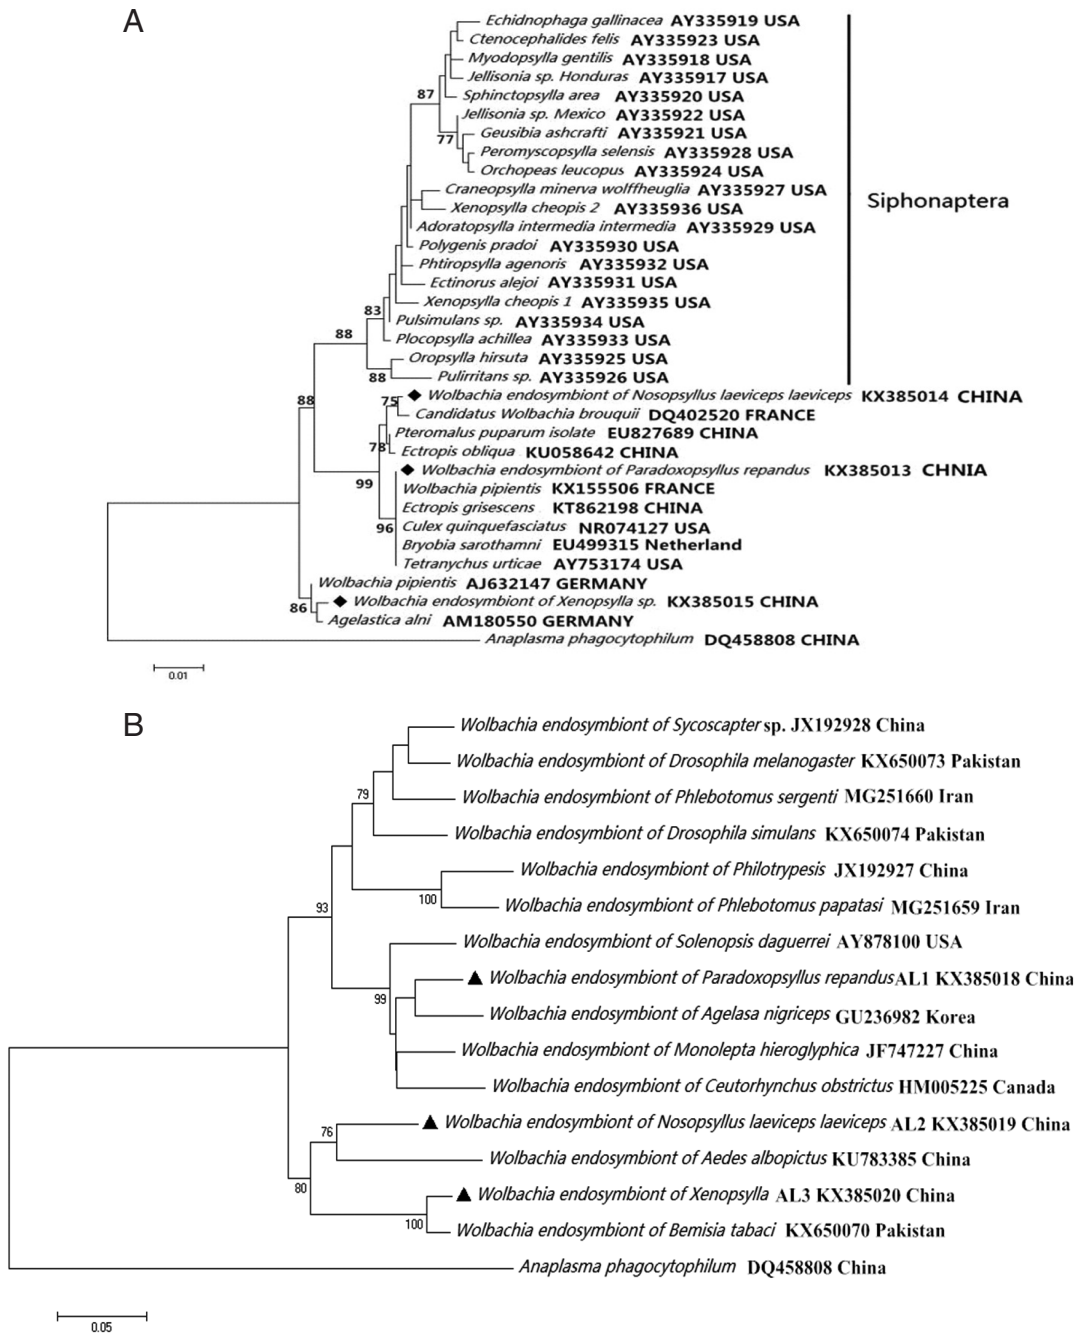 A
Echidnophaga gallinacea AY335919 USA
Ctenocephalides felis AY335923 USA
Myodopsylla gentilis AY335918 USA
Jellisonia sp. Honduras AY335917 USA
87
Sphinctopsylla area AY335920 USA
Jellisonia sp. Mexico AY335922 USA
Geusibia ashcrafti AY335921 USA
77
Peromyscopsylla selensis AY335928 USA
Orchopeas leucopus AY335924 USA
Craneopsylla minerva wolffheuglia AY335927 USA
Siphonaptera
Xenopsylla cheopis 2 AY335936 USA
Adoratopsylla intermedia intermedia AY335929 USA
Polygenis pradoi AY335930 USA
Phtiropsylla agenoris AY335932 USA
Ectinorus alejoi AY335931 USA
Xenopsylla cheopis 1 AY335935 USA
83
Pulsimulans sp. AY335934 USA
88
Plocopsylla achillea AY335933 USA
Oropsylla hirsuta AY335925 USA
88
Pulirritans sp. AY335926 USA
Wolbachia endosymbiont of Nosopsyllus laeviceps laeviceps KX385014 CHINA
88
75
Candidatus Wolbachia brouquii DQ402520 FRANCE
Pteromalus puparum isolate EU827689 CHINA
78
Ectropis obliqua KU058642 CHINA
Wolbachia endosymbiont of Paradoxopsyllus repandus KX385013 CHNIA
99
Wolbachia pipientis KX155506 FRANCE
Ectropis grisescens KT862198 CHINA
96
Culex quinquefasciatus NR074127 USA
Bryobia sarothamni EU499315 Netherland
Tetranychus urticae AY753174 USA
Wolbachia pipientis AJ632147 GERMANY
86
Wolbachia endosymbiont of Xenopsylla sp. KX385015 CHINA
Agelastica alni AM180550 GERMANY
Anaplasma phagocytophilum DQ458808 CHINA
0.01
B
Wolbachia endosymbiont of Sycoscapter sp. JX192928 China
Wolbachia endosymbiont of Drosophila melanogaster KX650073 Pakistan
79
Wolbachia endosymbiont of Phlebotomus sergenti MG251660 Iran
Wolbachia endosymbiont of Drosophila simulans KX650074 Pakistan
Wolbachia endosymbiont of Philotrypesis JX192927 China
100
Wolbachia endosymbiont of Phlebotomus papatasi MG251659 Iran
93
Wolbachia endosymbiont of Solenopsis daguerrei AY878100 USA
Wolbachia endosymbiont of Paradoxopsyllus repandus AL1 KX385018 China
99
Wolbachia endosymbiont of Agelasa nigriceps GU236982 Korea
Wolbachia endosymbiont of Monolepta hieroglyphica JF747227 China
Wolbachia endosymbiont of Ceutorhynchus obstrictus HM005225 Canada
Wolbachia endosymbiont of Nosopsyllus laeviceps laeviceps AL2 KX385019 China
76
Wolbachia endosymbiont of Aedes albopictus KU783385 China
80
Wolbachia endosymbiont of Xenopsylla AL3 KX385020 China
100
Wolbachia endosymbiont of Bemisia tabaci KX650070 Pakistan
Anaplasma phagocytophilum DQ458808 China
0.05